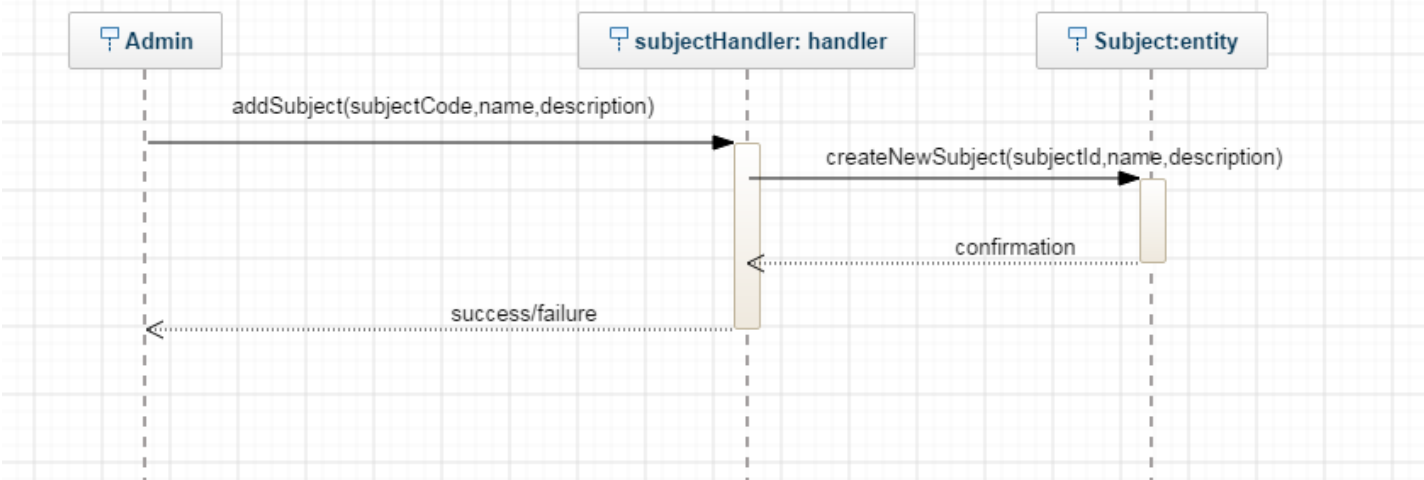 Admin
subjectHandler: handler
Subject:entity
addSubject(subjectCode,name,description)
createNewSubject(subjectId,name,description)
confirmation
success/failure